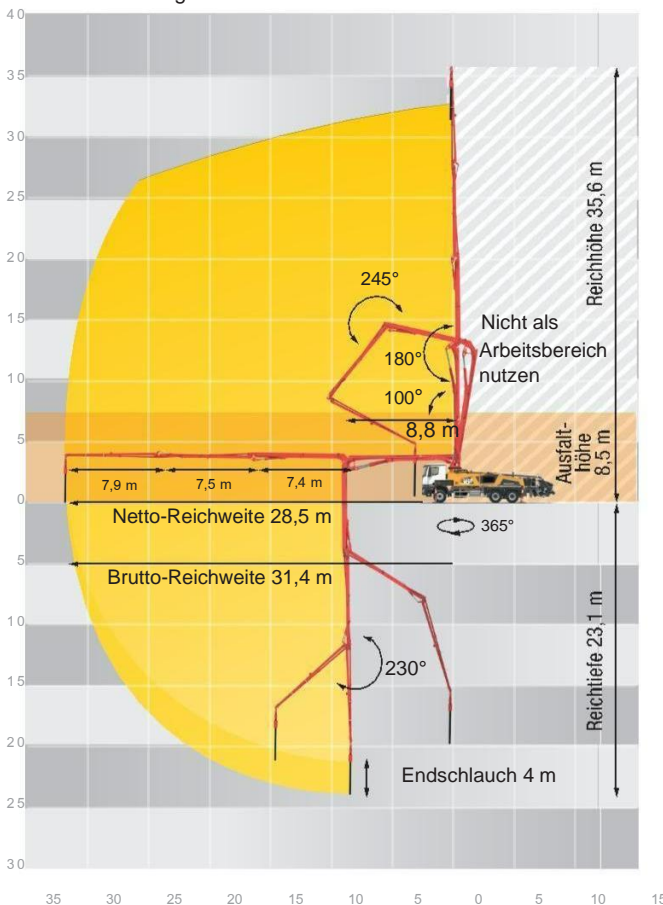 40
35
Reichhöhe 35,6 m
30
25
20
245°
15
Nicht als
Arbeitsbereich
nutzen
180°
10
100°
8,8 m
Ausfalt-
höhe
8,5 m
5
7,9 m 7,5 m 7,4 m
0
Netto-Reichweite 28,5 m
365°
5
Brutto-Reichweite 31,4 m
10
230°
Reichtiefe 23,1 m
15
20
Endschlauch 4 m
25
30
35 30 25 20 15 10 5 0 5 10 15